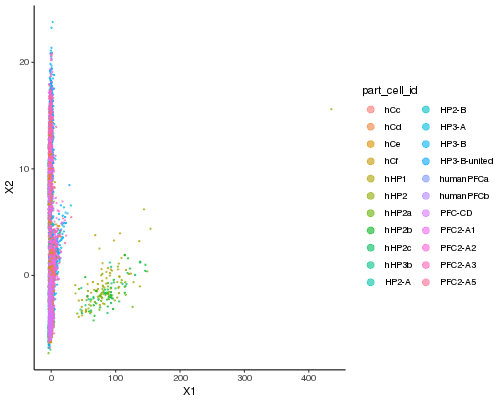 20
10
0
X2
0
100
200
300
400
X1
part_cell_id
hCc
hCd
hCe
hCf
hHP1
hHP2
hHP2a
hHP2b
hHP2c
hHP3b
HP2-A
HP2-B
HP3-A
HP3-B
HP3-B-united
humanPFCa
humanPFCb
PFC-CD
PFC2-A1
PFC2-A2
PFC2-A3
PFC2-A5